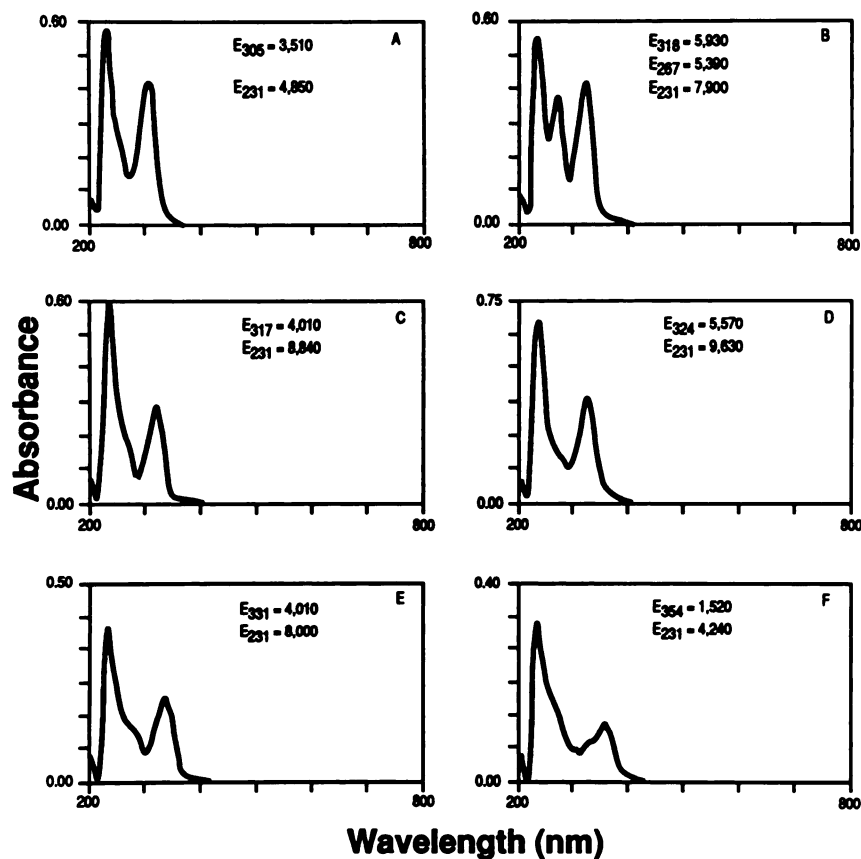 0.60
A
E305 = 3,510
E231 = 4,850
0.00
200
800
0.60
B
E318 = 5,930
E267 = 5,390
E231 = 7,900
0.00
200
800
0.60
C
E317 = 4,010
E231 = 8,840
0.00
200
800
0.75
D
E324 = 5,570
E231 = 9,630
0.00
200
800
0.50
E
E331 = 4,010
E231 = 8,000
0.00
200
800
0.40
F
E354 = 1,520
E231 = 4,240
0.00
200
800
Absorbance
Wavelength (nm)